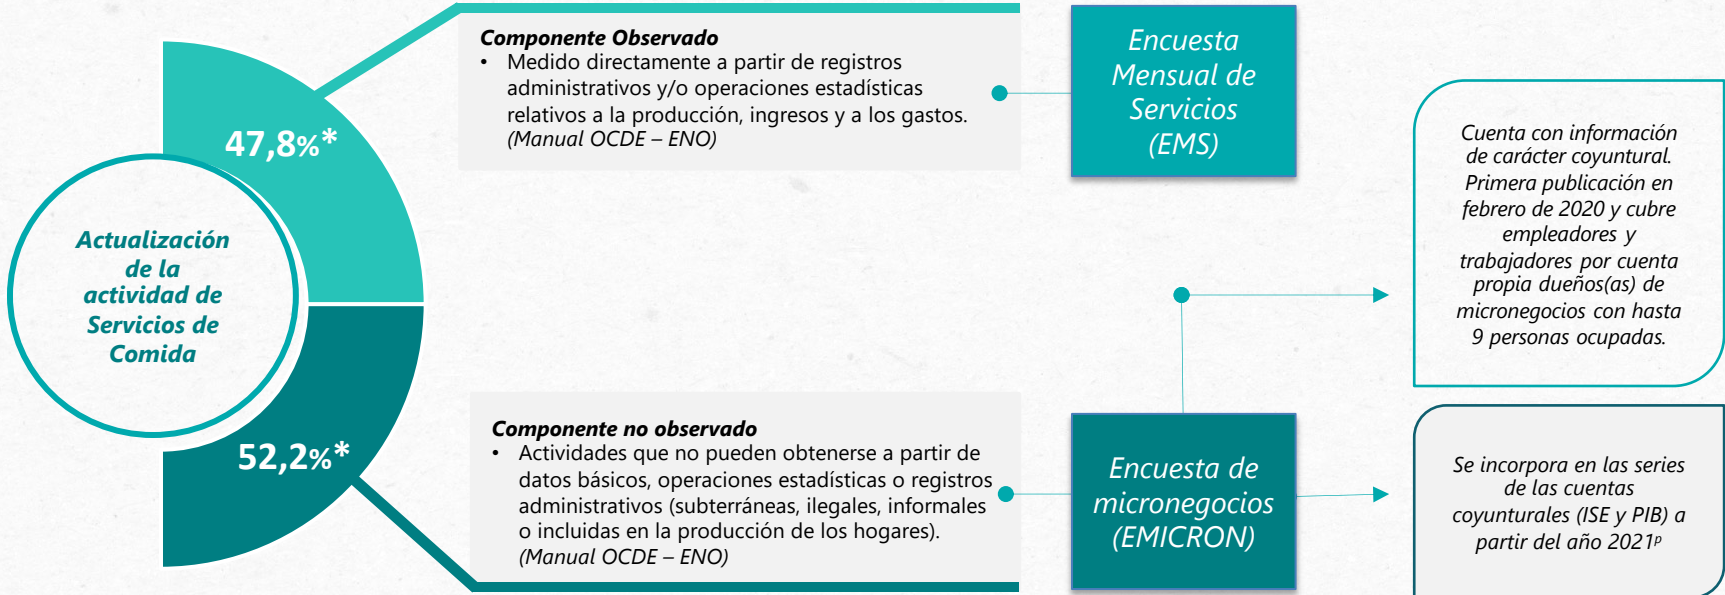 Actualización
de la
actividad de
Servicios de
Comida
47,8%*
Componente Observado
• Medido directamente a partir de registros
administrativos y/o operaciones estadísticas
relativos a la producción, ingresos y a los gastos.
(Manual OCDE – ENO)
Encuesta
Mensual de
Servicios
(EMS)
Cuenta con información
de carácter coyuntural.
Primera publicación en
febrero de 2020 y cubre
empleadores y
trabajadores por cuenta
propia dueños(as) de
micronegocios con hasta
9 personas ocupadas.
52,2%*
Componente no observado
• Actividades que no pueden obtenerse a partir de
datos básicos, operaciones estadísticas o registros
administrativos (subterráneas, ilegales, informales
o incluidas en la producción de los hogares).
(Manual OCDE – ENO)
Encuesta de
micronegocios
(EMICRON)
Se incorpora en las series
de las cuentas
coyunturales (ISE y PIB) a
partir del año 2021ᵖ